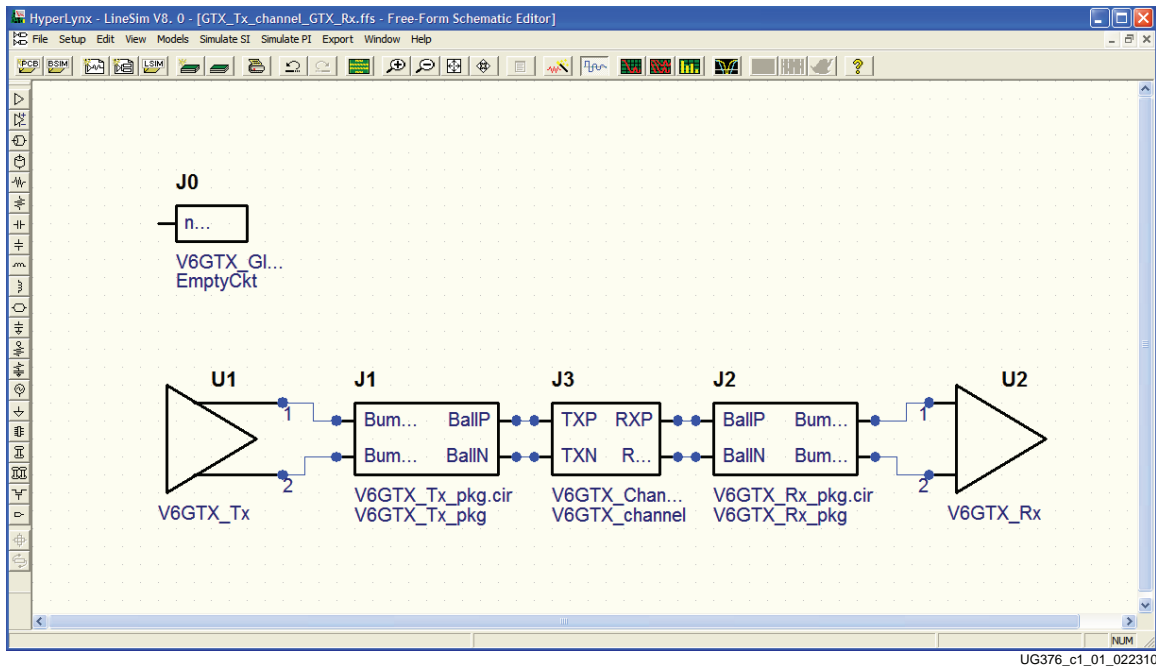 HyperLynx - LineSim V8. 0 - [GTX_Tx_channel_GTX_Rx.ffs - Free-Form Schematic Editor]
File Setup Edit View Models Simulate SI Simulate PI Export Window Help
PCB BSIM LSIM
J0
n...
V6GTX_Gl...
EmptyCkt
U1 J1 J3 J2 U2
1 Bum... BallP TXP RXP BallP Bum... 1
Bum... BallN TXN R... BallN Bum...
2 2
V6GTX_Tx V6GTX_Tx_pkg.cir V6GTX_Chan... V6GTX_Rx_pkg.cir V6GTX_Rx
V6GTX_Tx_pkg V6GTX_channel V6GTX_Rx_pkg
NUM
UG376_c1_01_022310